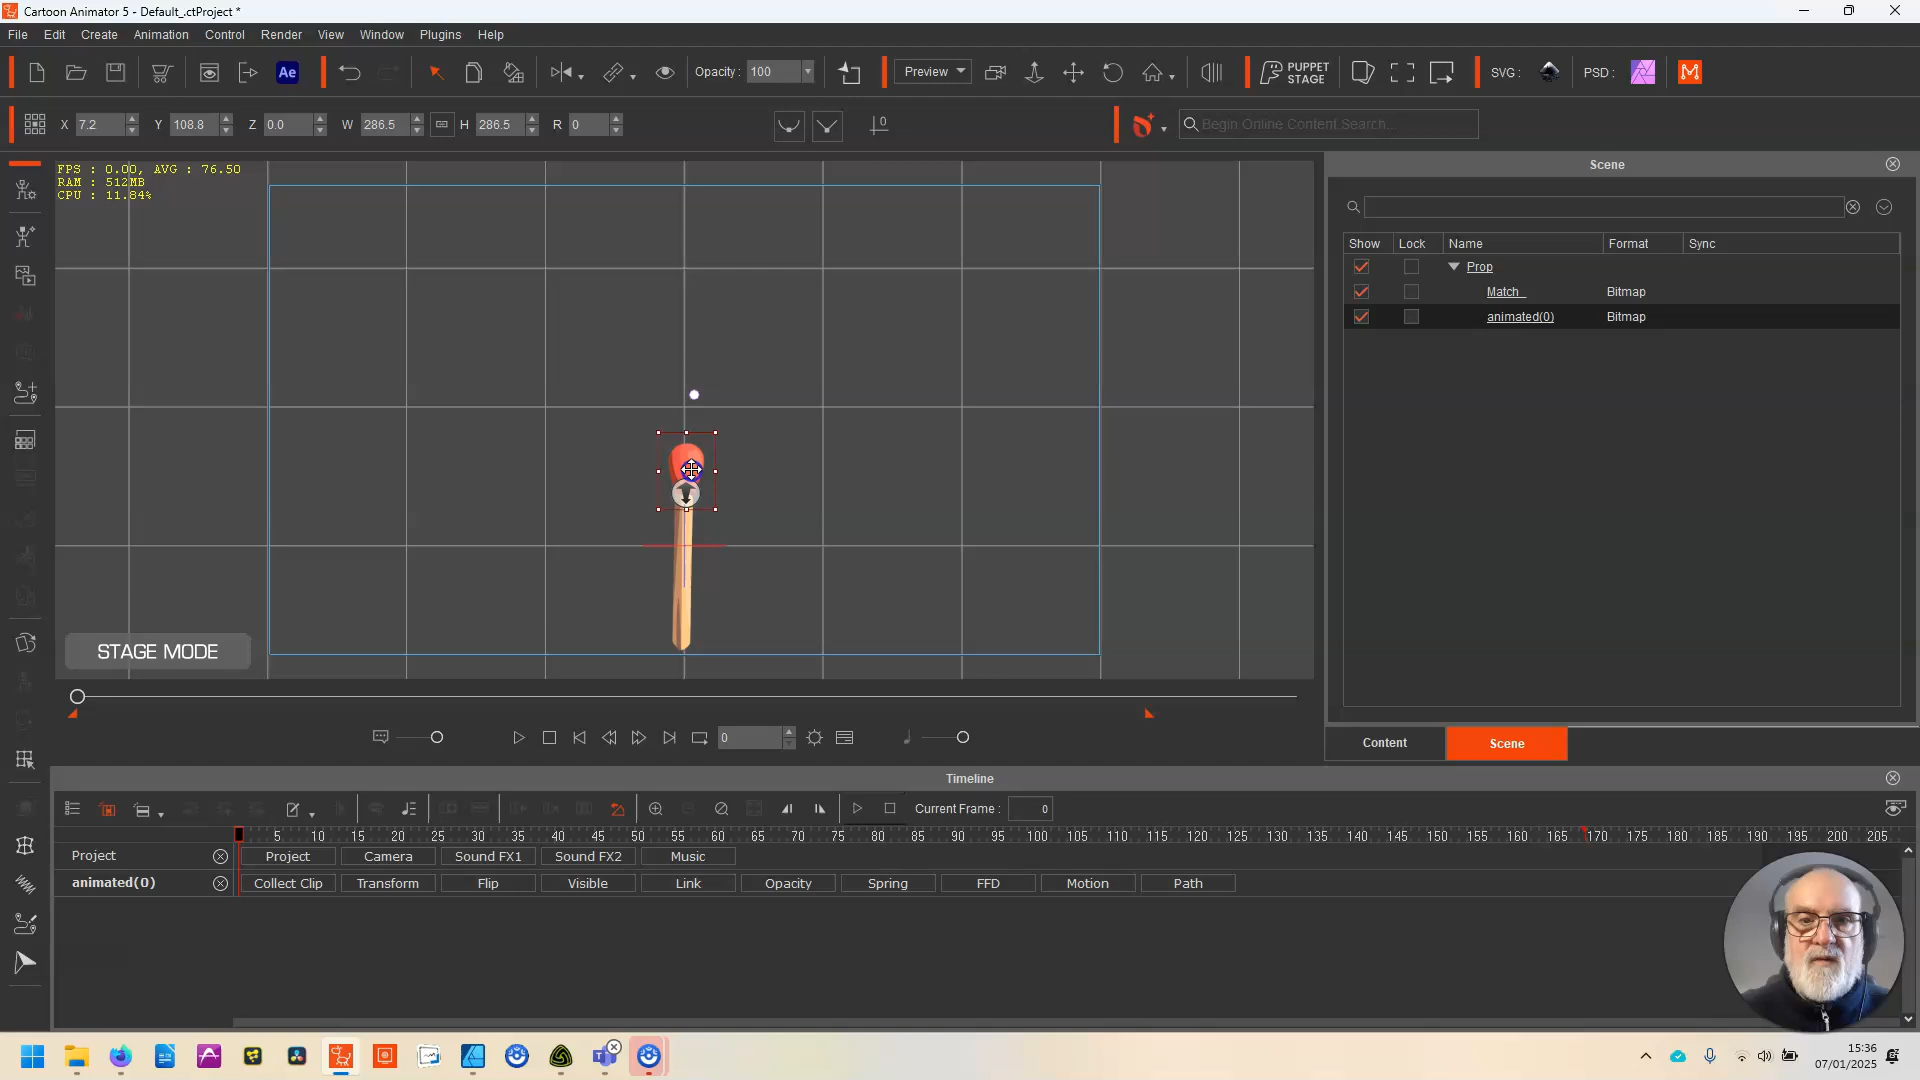 Cartoon Animator 5 - Default_.ctProject *
File Edit Create Animation Control Render View Window Plugins Help
Ae Opacity : 100 Preview PUPPET STAGE SVG : PSD :
X 7.2 Y 108.8 Z 0.0 W 286.5 H 286.5 R 0 Begin Online Content Search...
FPS : 0.00, AVG : 76.50
RAM : 512MB
CPU : 11.84%
STAGE MODE
0
Scene
Show Lock Name Format Sync
Prop
Match_ Bitmap
animated(0) Bitmap
Content Scene
Timeline
Current Frame : 0
5 10 15 20 25 30 35 40 45 50 55 60 65 70 75 80 85 90 95 100 105 110 115 120 125 130 135 140 145 150 155 160 165 170 175 180 185 190 195 200 205
Project Project Camera Sound FX1 Sound FX2 Music
animated(0) Collect Clip Transform Flip Visible Link Opacity Spring FFD Motion Path
15:36
07/01/2025